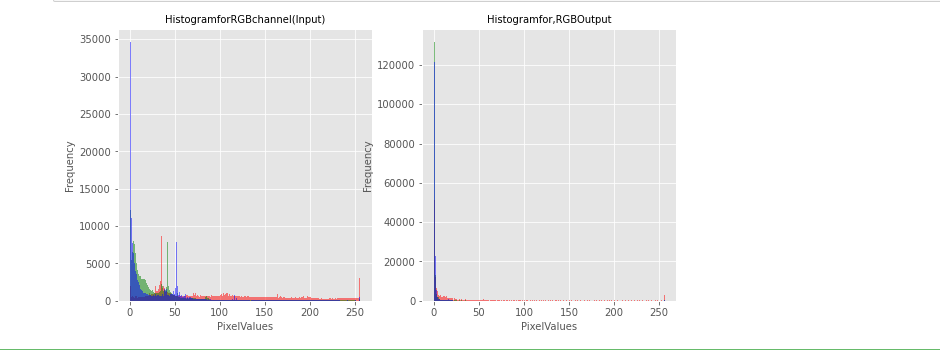 HistogramforRGBchannel(Input)
35000
30000
25000
20000
15000
10000
5000
0
Frequency
0 50 100 150 200 250
PixelValues
Histogramfor,RGBOutput
120000
100000
80000
60000
40000
20000
0
Frequency
0 50 100 150 200 250
PixelValues